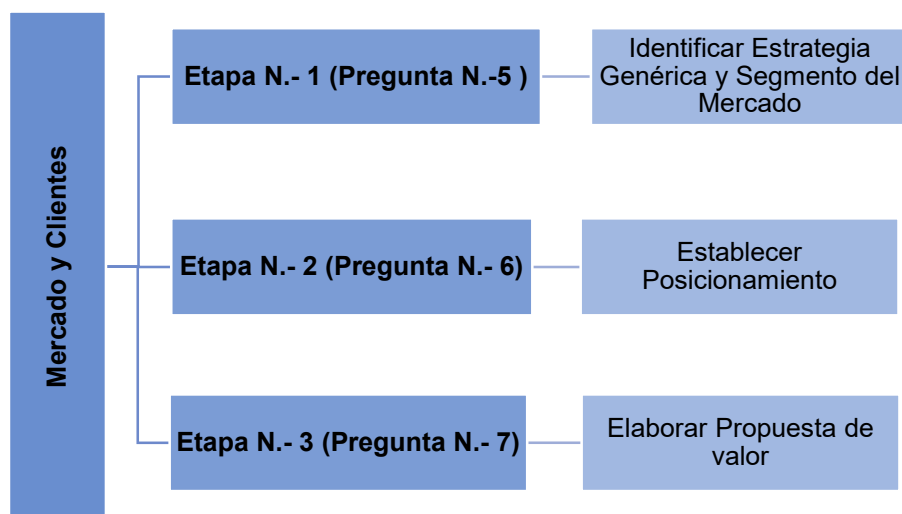 Mercado y Clientes
Etapa N.- 1 (Pregunta N.-5 )
Identificar Estrategia
Genérica y Segmento del
Mercado
Etapa N.- 2 (Pregunta N.- 6)
Establecer
Posicionamiento
Etapa N.- 3 (Pregunta N.- 7)
Elaborar Propuesta de
valor